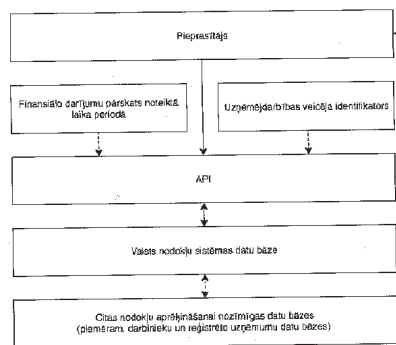 Pieprasītājs
Finansiālo darījumu pārskats noteiktā
laika periodā
Uzņēmējdarbības veicēja identifikators
API
Valsts nodokļu sistēmas datu bāze
Citas nodokļu aprēķināšanai nozīmīgas datu bāzes
(piemēram, darbinieku un reģistrēto uzņēmumu datu bāzes)